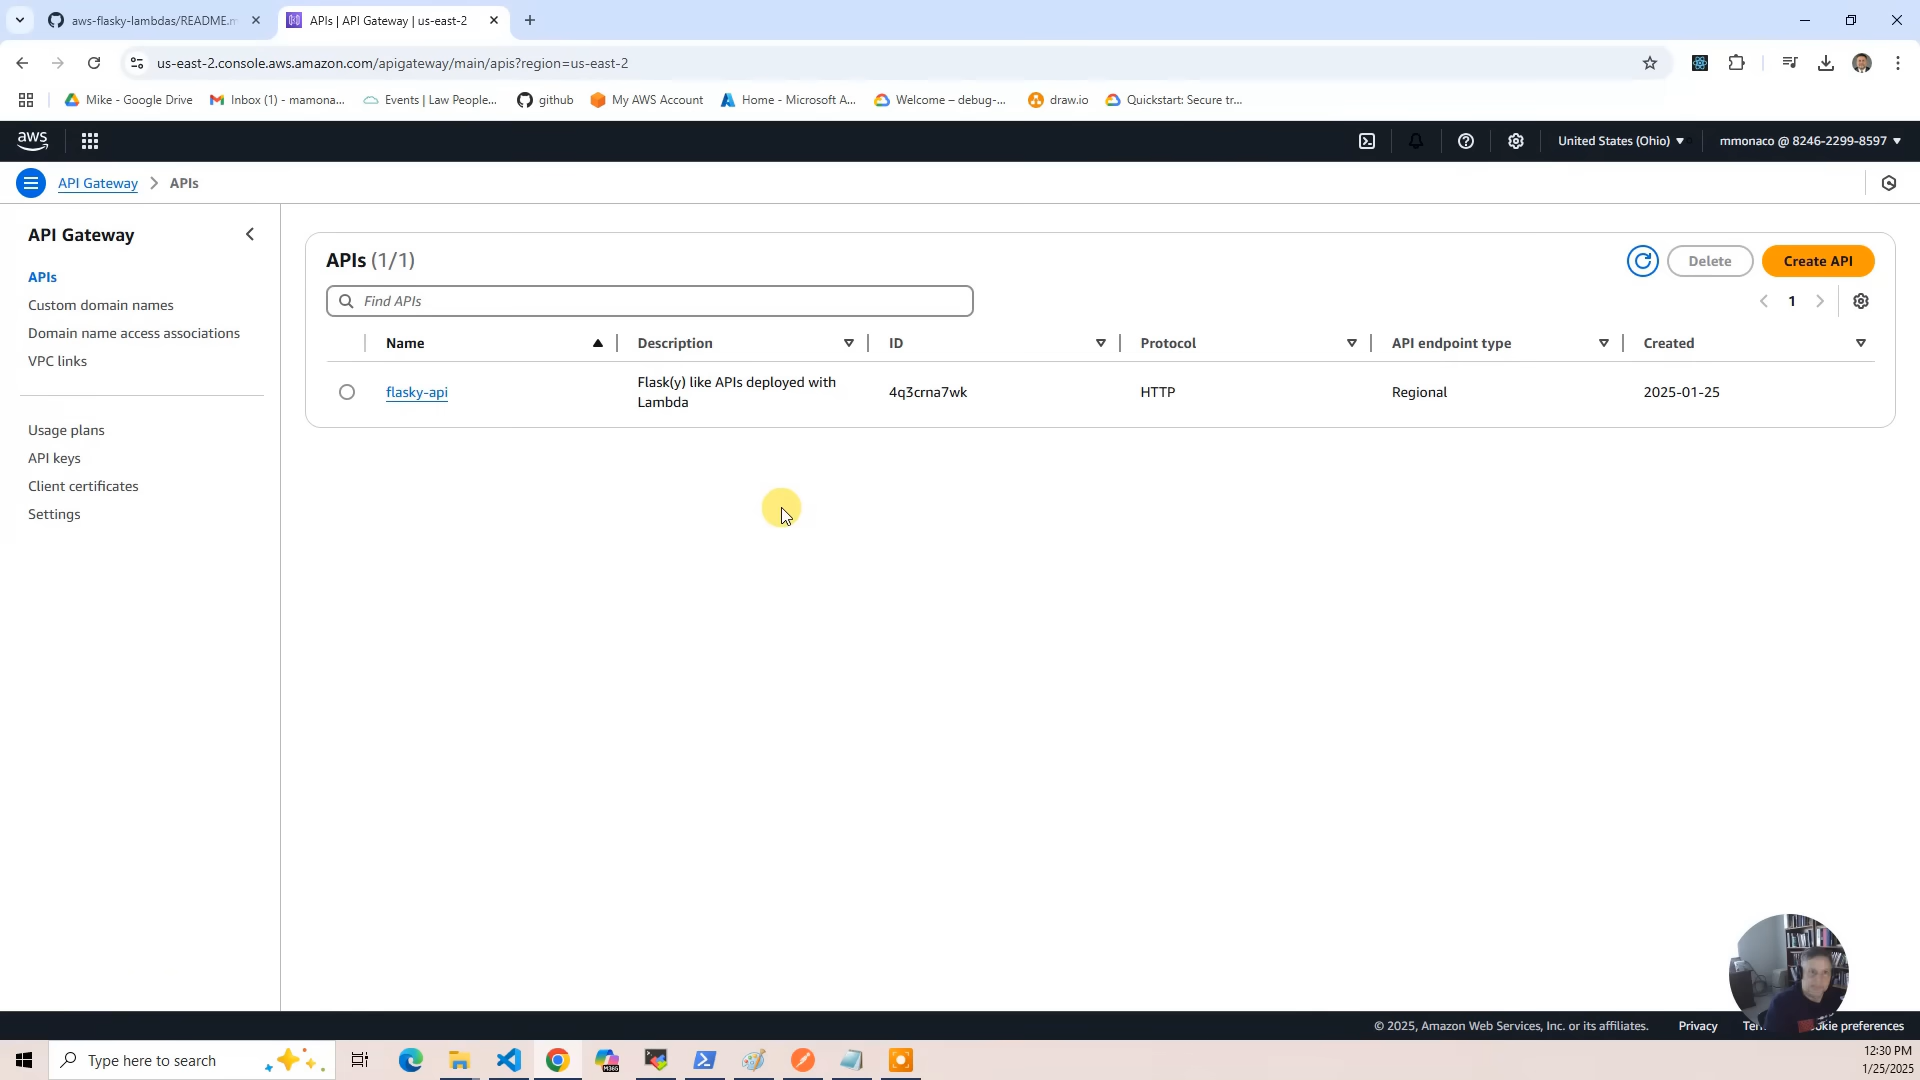 aws-flasky-lambdas/README.m
APIs | API Gateway | us-east-2
us-east-2.console.aws.amazon.com/apigateway/main/apis?region=us-east-2
Mike - Google Drive
Inbox (1) - mamona...
Events | Law People...
github
My AWS Account
Home - Microsoft A...
Welcome – debug-...
draw.io
Quickstart: Secure tr...
aws
United States (Ohio)
mmonaco @ 8246-2299-8597
API Gateway
APIs
API Gateway
APIs
Custom domain names
Domain name access associations
VPC links
Usage plans
API keys
Client certificates
Settings
APIs (1/1)
Delete
Create API
Find APIs
1
Name
Description
ID
Protocol
API endpoint type
Created
flasky-api
Flask(y) like APIs deployed with
Lambda
4q3crna7wk
HTTP
Regional
2025-01-25
© 2025, Amazon Web Services, Inc. or its affiliates.
Privacy
preferences
Type here to search
M365
12:30 PM
1/25/2025